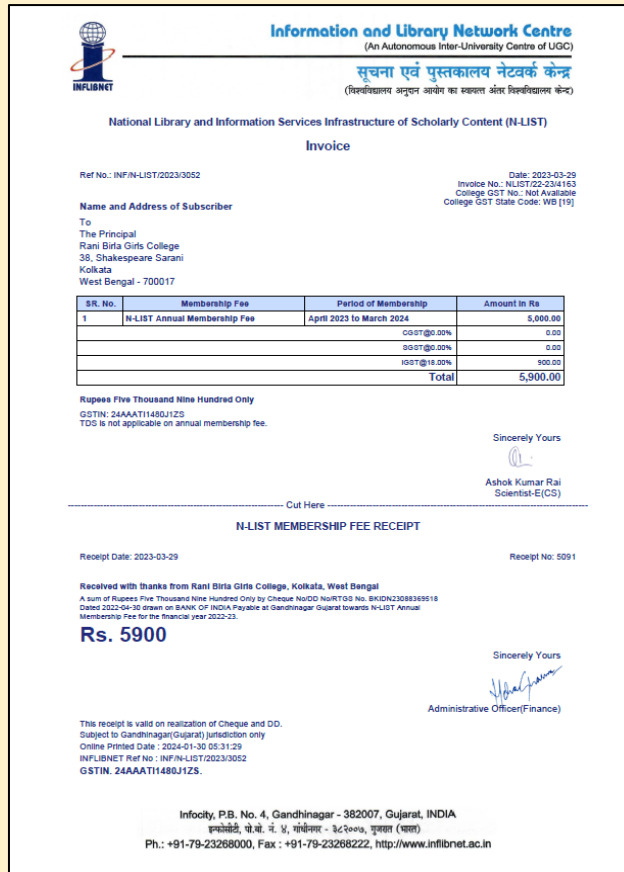 INFLIBNET
Information and Library Network Centre
(An Autonomous Inter-University Centre of UGC)
सूचना एवं पुस्तकालय नेटवर्क केन्द्र
(विश्वविद्यालय अनुदान आयोग का स्वायत्त अंतर विश्वविद्यालय केन्द्र)
National Library and Information Services Infrastructure of Scholarly Content (N-LIST)
Invoice
Ref No.: INF/N-LIST/2023/3052
Date: 2023-03-29
Invoice No.: NLIST/22-23/4163
College GST No.: Not Available
College GST State Code: WB [19]
Name and Address of Subscriber
To
The Principal
Rani Birla Girls College
38, Shakespeare Sarani
Kolkata
West Bengal - 700017
SR. No. Membership Fee Period of Membership Amount in Rs
1 N-LIST Annual Membership Fee April 2023 to March 2024 5,000.00
CGST@0.00% 0.00
SGST@0.00% 0.00
IGST@18.00% 900.00
Total 5,900.00
Rupees Five Thousand Nine Hundred Only
GSTIN: 24AAATI1480J1ZS
TDS is not applicable on annual membership fee.
Sincerely Yours
Ashok Kumar Rai
Scientist-E(CS)
Cut Here
N-LIST MEMBERSHIP FEE RECEIPT
Receipt Date: 2023-03-29 Receipt No: 5091
Received with thanks from Rani Birla Girls College, Kolkata, West Bengal
A sum of Rupees Five Thousand Nine Hundred Only by Cheque No/DD No/RTGS No. BKIDN23088369518
Dated 2022-04-30 drawn on BANK OF INDIA Payable at Gandhinagar Gujarat towards N-LIST Annual
Membership Fee for the financial year 2022-23.
Rs. 5900
Sincerely Yours
Administrative Officer(Finance)
This receipt is valid on realization of Cheque and DD.
Subject to Gandhinagar(Gujarat) jurisdiction only
Online Printed Date : 2024-01-30 05:31:29
INFLIBNET Ref No : INF/N-LIST/2023/3052
GSTIN. 24AAATI1480J1ZS.
Infocity, P.B. No. 4, Gandhinagar - 382007, Gujarat, INDIA
इन्फोसीटी, पो.बो. नं. ४, गांधीनगर - ३८२००७, गुजरात (भारत)
Ph.: +91-79-23268000, Fax : +91-79-23268222, http://www.inflibnet.ac.in